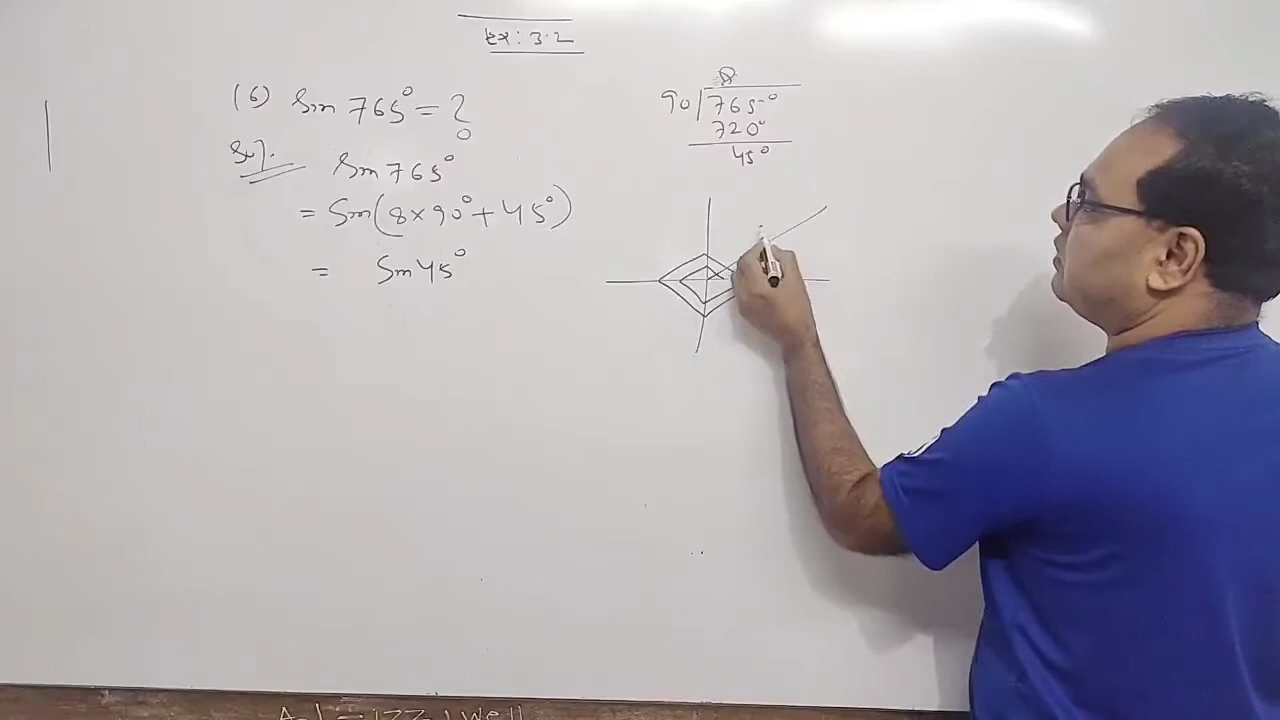 Ex: 3.2
(6) Sin 765° = ?
Sol.
Sin 765°
= Sin(8×90°+45°)
= Sin 45°
8
90 765°
720°
45°